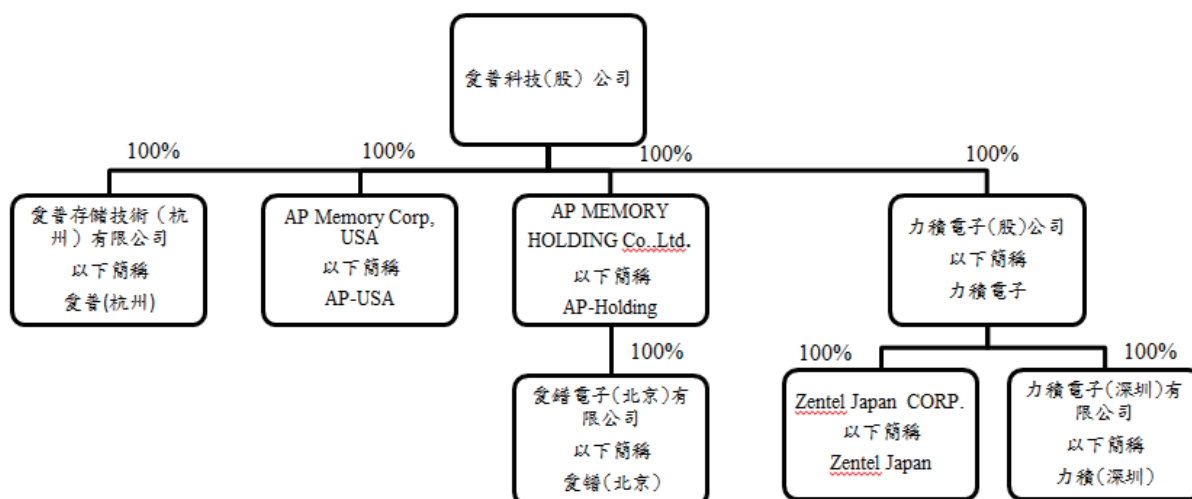 愛普科技(股) 公司
100%
100%
100%
100%
愛普存儲技術（杭
州）有限公司
以下簡稱
愛普(杭州)
AP Memory Corp,
USA
以下簡稱
AP-USA
AP MEMORY
HOLDING Co.,Ltd.
以下簡稱
AP-Holding
力積電子(股)公司
以下簡稱
力積電子
100%
100%
100%
愛鐠電子(北京)有
限公司
以下簡稱
愛鐠(北京)
Zentel Japan CORP.
以下簡稱
Zentel Japan
力積電子(深圳)有
限公司
以下簡稱
力積(深圳)